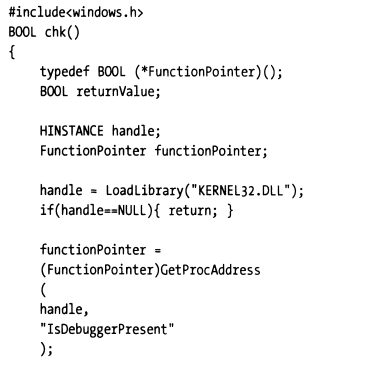 #include<windows.h>
BOOL chk()
{
    typedef BOOL (*FunctionPointer)();
    BOOL returnValue;

    HINSTANCE handle;
    FunctionPointer functionPointer;

    handle = LoadLibrary("KERNEL32.DLL");
    if(handle==NULL){ return; }

    functionPointer =
    (FunctionPointer)GetProcAddress
    (
    handle,
    "IsDebuggerPresent"
    );